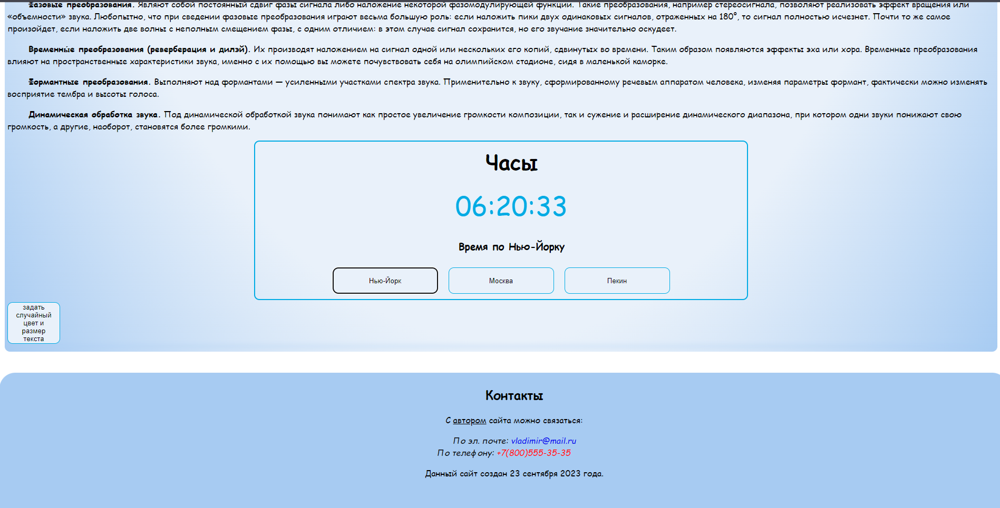 Фазовые преобразования. Являют собой постоянный сдвиг фазы сигнала либо наложение некоторой фазомодулирующей функции. Такие преобразования, например стереосигнала, позволяют реализовать эффект вращения или
«объемности» звука. Любопытно, что при сведении фазовые преобразования играют весьма большую роль: если наложить пики двух одинаковых сигналов, отраженных на 180°, то сигнал полностью исчезнет. Почти то же самое
произойдет, если наложить две волны с неполным смещением фазы, с одним отличием: в этом случае сигнал сохранится, но его звучание значительно оскудеет.
Временны́е преобразования (реверберация и дилэй). Их производят наложением на сигнал одной или нескольких его копий, сдвинутых во времени. Таким образом появляются эффекты эха или хора. Временные преобразования
влияют на пространственные характеристики звука, именно с их помощью вы можете почувствовать себя на олимпийском стадионе, сидя в маленькой каморке.
Формантные преобразования. Выполняют над формантами — усиленными участками спектра звука. Применительно к звуку, сформированному речевым аппаратом человека, изменяя параметры формант, фактически можно изменять
восприятие тембра и высоты голоса.
Динамическая обработка звука. Под динамической обработкой звука понимают как простое увеличение громкости композиции, так и сужение и расширение динамического диапазона, при котором одни звуки понижают свою
громкость, а другие, наоборот, становятся более громкими.
Часы
06:20:33
Время по Нью-Йорку
Нью-Йорк Москва Пекин
задать
случайный
цвет и
размер
текста
Контакты
С автором сайта можно связаться:
По эл. почте: vladimir@mail.ru
По телефону: +7(800)555-35-35
Данный сайт создан 23 сентября 2023 года.